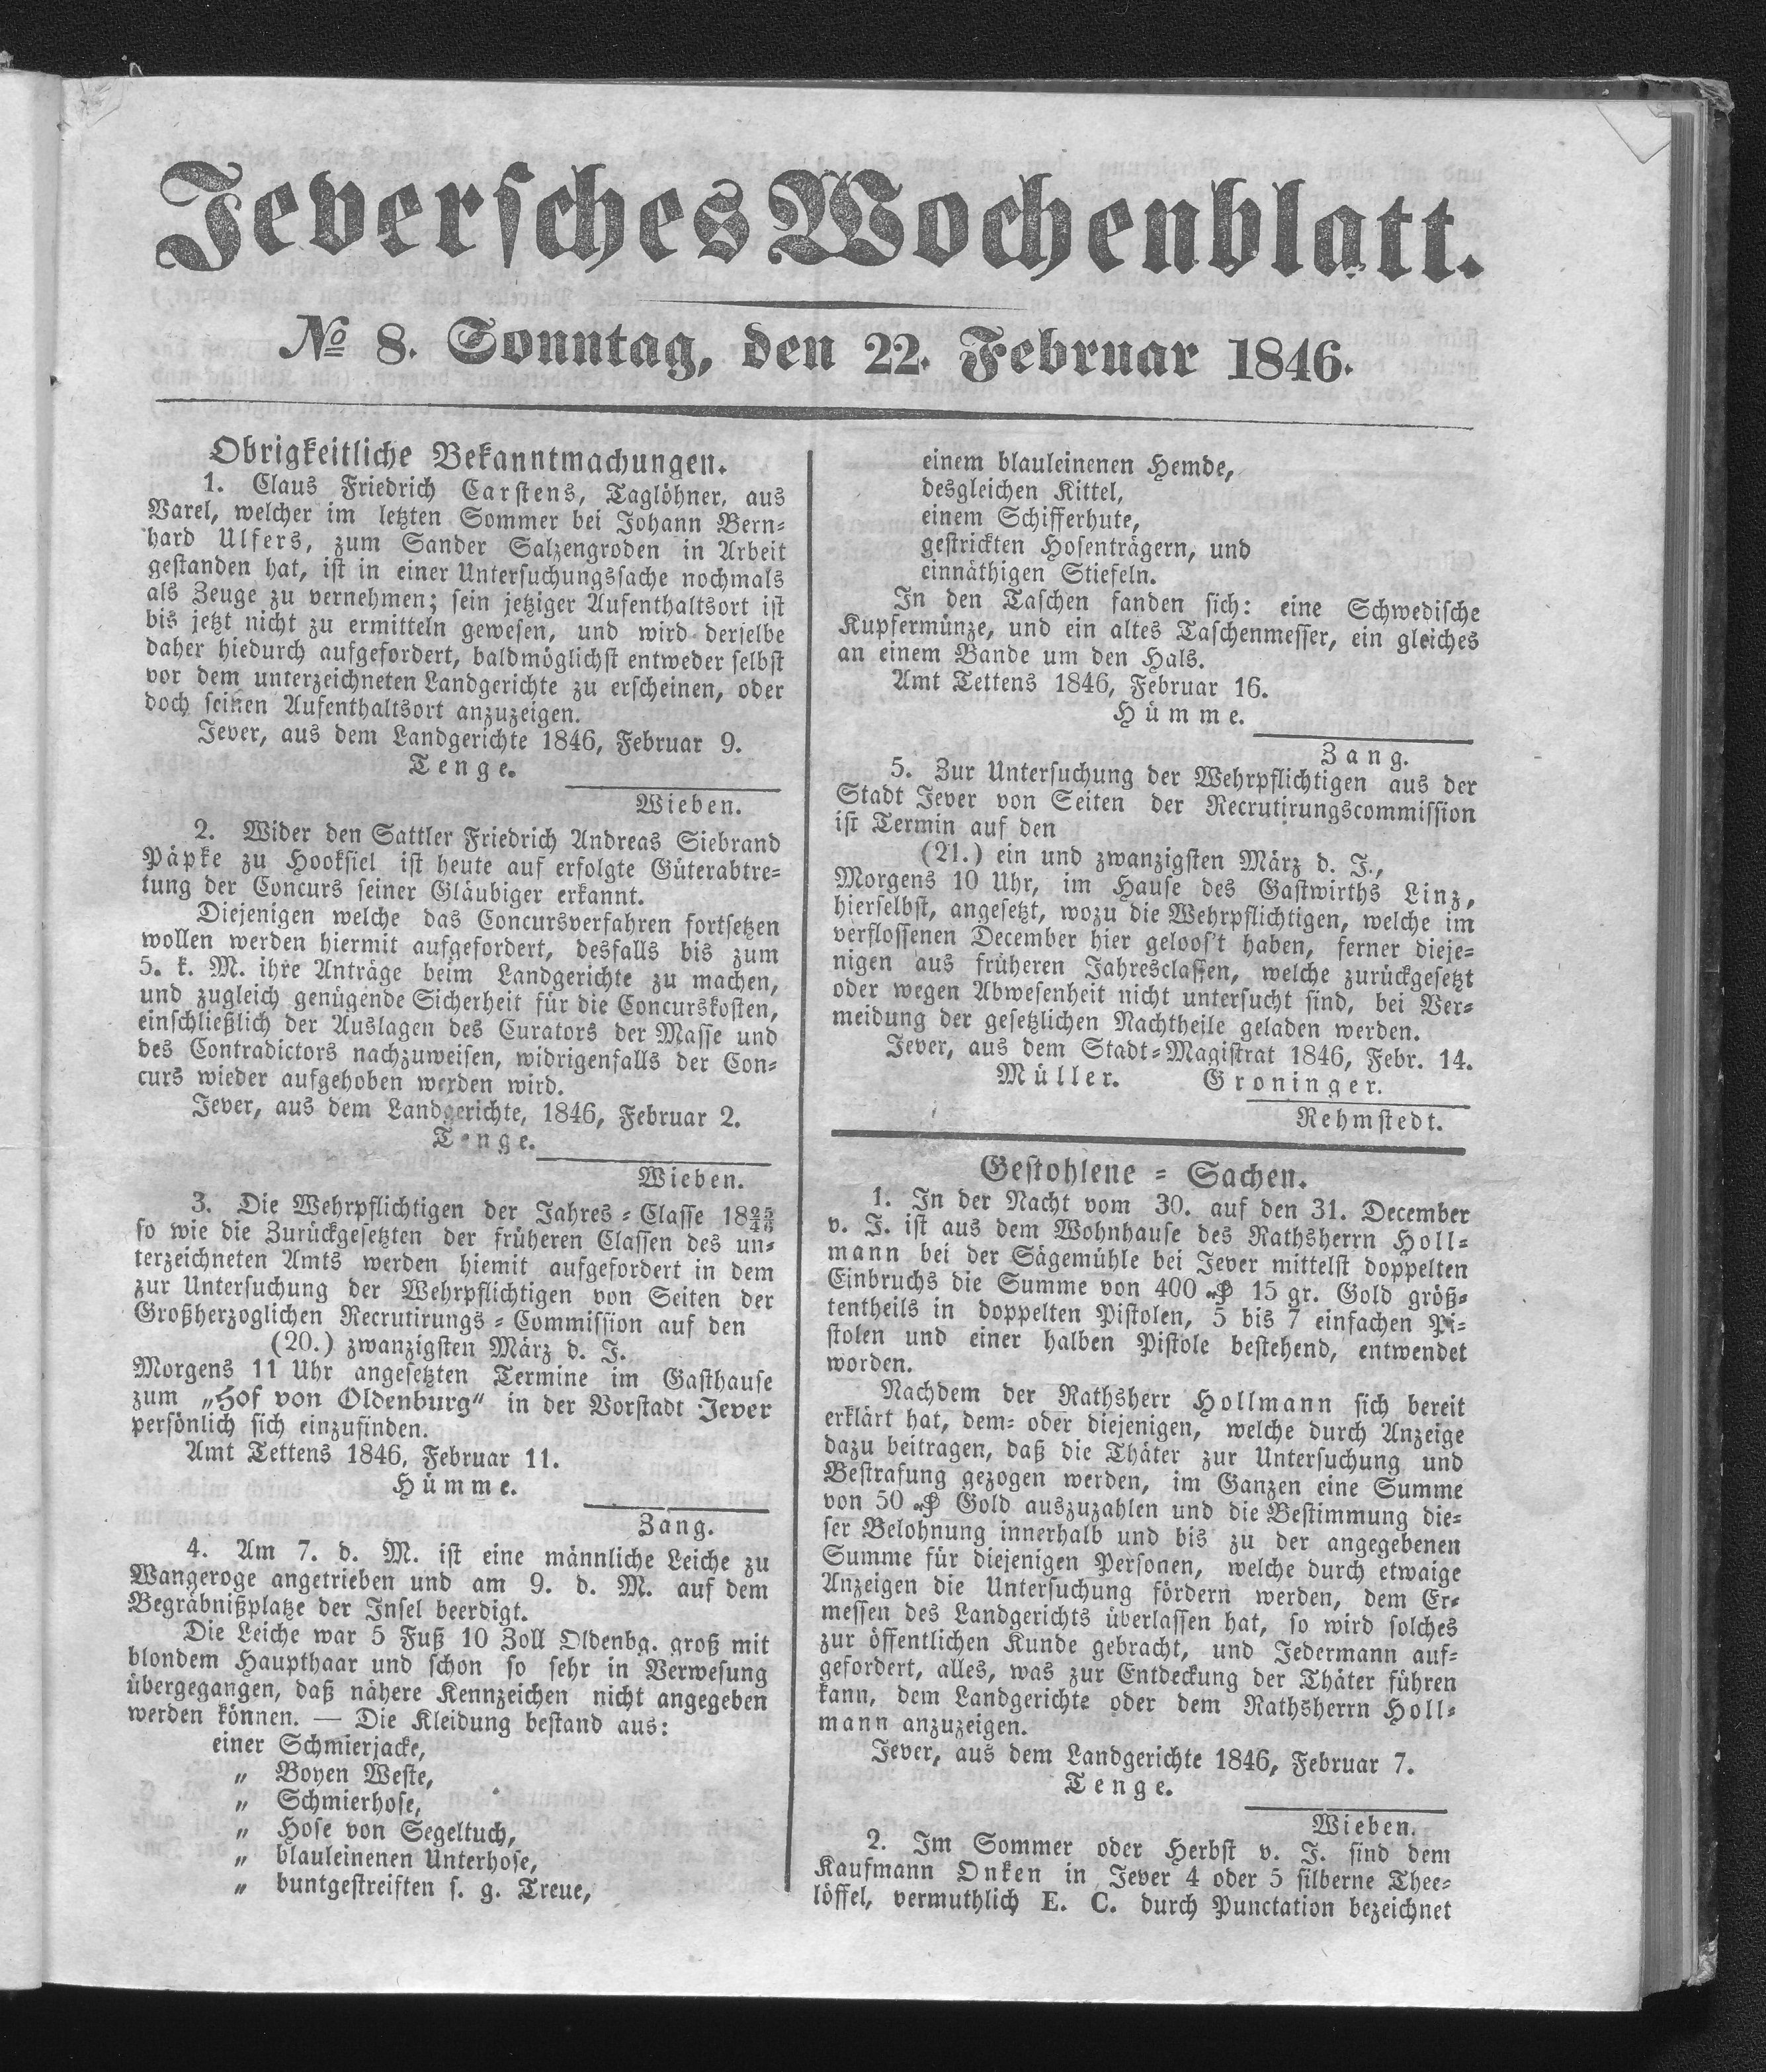 Jeversches Wochenblatt.
№ 8. Sonntag, den 22. Februar 1846.
Obrigkeitliche Bekanntmachungen.
1. Claus Friedrich Carstens, Taglöhner, aus
Varel, welcher im letzten Sommer bei Johann Bern-
hard Ulfers, zum Sander Salzengroden in Arbeit
gestanden hat, ist in einer Untersuchungssache nochmals
als Zeuge zu vernehmen; sein jetziger Aufenthaltsort ist
bis jetzt nicht zu ermitteln gewesen, und wird derselbe
daher hiedurch aufgefordert, baldmöglichst entweder selbst
vor dem unterzeichneten Landgerichte zu erscheinen, oder
doch seinen Aufenthaltsort anzuzeigen.
Jever, aus dem Landgerichte 1846, Februar 9.
Tenge.
Wieben.
2. Wider den Sattler Friedrich Andreas Siebrand
Päpke zu Hooksiel ist heute auf erfolgte Güterabtre-
tung der Concurs seiner Gläubiger erkannt.
Diejenigen welche das Concursverfahren fortsetzen
wollen werden hiermit aufgefordert, desfalls bis zum
5. k. M. ihre Anträge beim Landgerichte zu machen,
und zugleich genügende Sicherheit für die Concurskosten,
einschließlich der Auslagen des Curators der Masse und
des Contradictors nachzuweisen, widrigenfalls der Con-
curs wieder aufgehoben werden wird.
Jever, aus dem Landgerichte, 1846, Februar 2.
Tenge.
Wieben.
3. Die Wehrpflichtigen der Jahres-Classe 1825/46
so wie die Zurückgesetzten der früheren Classen des un-
terzeichneten Amts werden hiemit aufgefordert in dem
zur Untersuchung der Wehrpflichtigen von Seiten der
Großherzoglichen Recrutirungs-Commission auf den
(20.) zwanzigsten März d. J.
Morgens 11 Uhr angesetzten Termine im Gasthause
zum „Hof von Oldenburg“ in der Vorstadt Jever
persönlich sich einzufinden.
Amt Tettens 1846, Februar 11.
Hümme.
Zang.
4. Am 7. d. M. ist eine männliche Leiche zu
Wangeroge angetrieben und am 9. d. M. auf dem
Begräbnißplatze der Insel beerdigt.
Die Leiche war 5 Fuß 10 Zoll Oldenbg. groß mit
blondem Haupthaar und schon so sehr in Verwesung
übergegangen, daß nähere Kennzeichen nicht angegeben
werden können. — Die Kleidung bestand aus:
einer Schmierjacke,
„ Boyen Weste,
„ Schmierhose,
„ Hose von Segeltuch,
„ blauleinenen Unterhose,
„ buntgestreiften s. g. Treue,
einem blauleinenen Hemde,
desgleichen Kittel,
einem Schifferhute,
gestrickten Hosenträgern, und
einnäthigen Stiefeln.
In den Taschen fanden sich: eine Schwedische
Kupfermünze, und ein altes Taschenmesser, ein gleiches
an einem Bande um den Hals.
Amt Tettens 1846, Februar 16.
Hümme.
Zang.
5. Zur Untersuchung der Wehrpflichtigen aus der
Stadt Jever von Seiten der Recrutirungscommission
ist Termin auf den
(21.) ein und zwanzigsten März d. J.,
Morgens 10 Uhr, im Hause des Gastwirths Linz,
hierselbst, angesetzt, wozu die Wehrpflichtigen, welche im
verflossenen December hier geloos't haben, ferner dieje-
nigen aus früheren Jahresclassen, welche zurückgesetzt
oder wegen Abwesenheit nicht untersucht sind, bei Ver-
meidung der gesetzlichen Nachtheile geladen werden.
Jever, aus dem Stadt-Magistrat 1846, Febr. 14.
Müller. Groninger.
Rehmstedt.
Gestohlene-Sachen.
1. In der Nacht vom 30. auf den 31. December
v. J. ist aus dem Wohnhause des Rathsherrn Holl-
mann bei der Sägemühle bei Jever mittelst doppelten
Einbruchs die Summe von 400 ₰ 15 gr. Gold größ-
tentheils in doppelten Pistolen, 5 bis 7 einfachen Pi-
stolen und einer halben Pistole bestehend, entwendet
worden.
Nachdem der Rathsherr Hollmann sich bereit
erklärt hat, dem- oder diejenigen, welche durch Anzeige
dazu beitragen, daß die Thäter zur Untersuchung und
Bestrafung gezogen werden, im Ganzen eine Summe
von 50 ₰ Gold auszuzahlen und die Bestimmung die-
ser Belohnung innerhalb und bis zu der angegebenen
Summe für diejenigen Personen, welche durch etwaige
Anzeigen die Untersuchung fördern werden, dem Er-
messen des Landgerichts überlassen hat, so wird solches
zur öffentlichen Kunde gebracht, und Jedermann auf-
gefordert, alles, was zur Entdeckung der Thäter führen
kann, dem Landgerichte oder dem Rathsherrn Holl-
mann anzuzeigen.
Jever, aus dem Landgerichte 1846, Februar 7.
Tenge.
Wieben.
2. Im Sommer oder Herbst v. J. sind dem
Kaufmann Onken in Jever 4 oder 5 silberne Thee-
löffel, vermuthlich E. C. durch Punctation bezeichnet